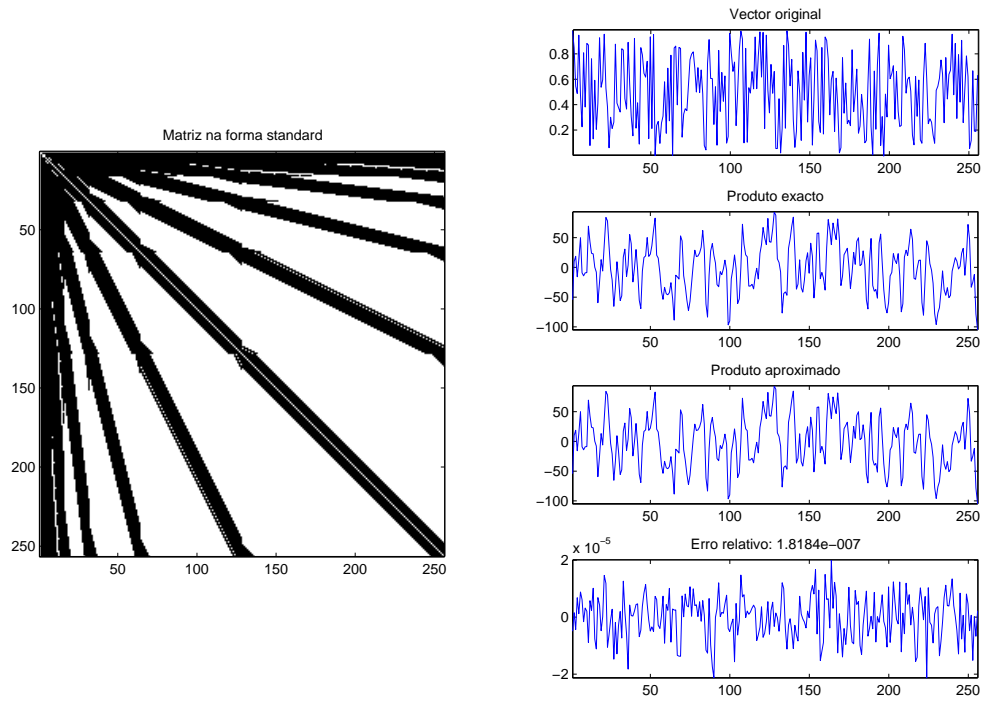 Matriz na forma standard
50
100
150
200
250
50 100 150 200 250
Vector original
0.8
0.6
0.4
0.2
50 100 150 200 250
Produto exacto
50
0
−50
−100
50 100 150 200 250
Produto aproximado
50
0
−50
−100
50 100 150 200 250
Erro relativo: 1.8184e−007
x 10⁻⁵
2
0
−2
50 100 150 200 250